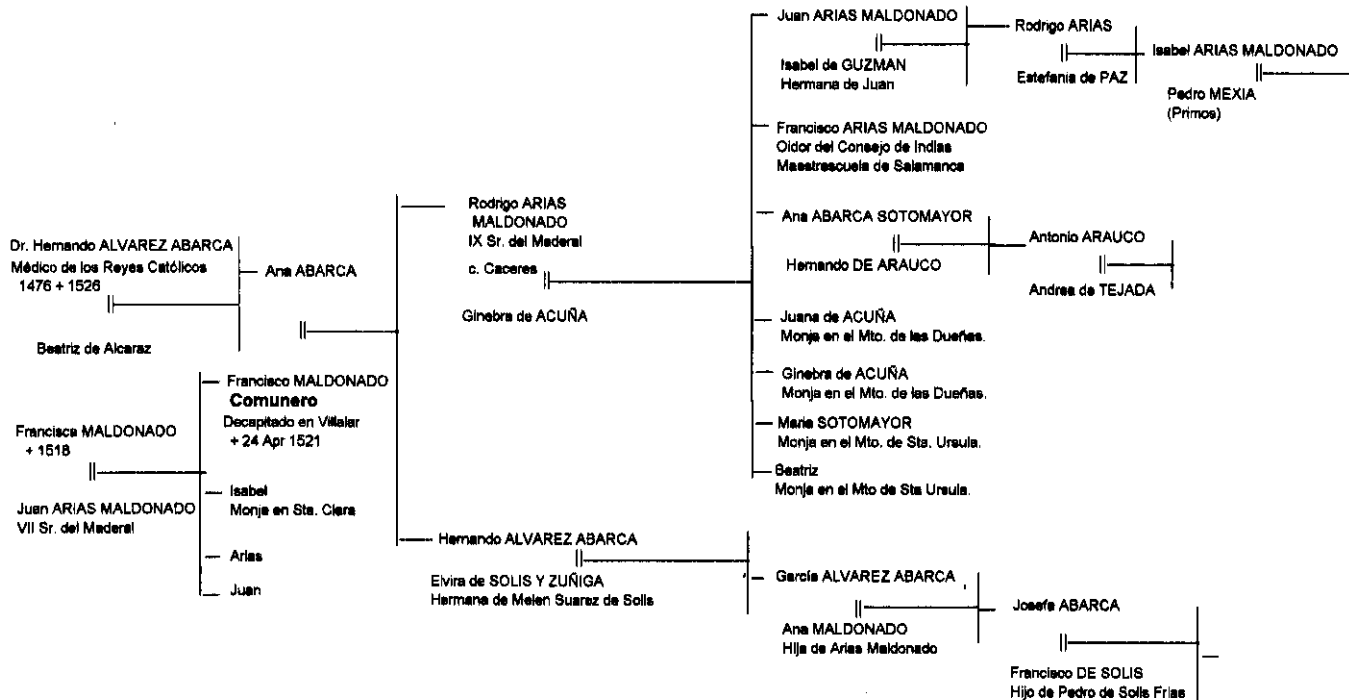 Dr. Hernando ALVAREZ ABARCA
Médico de los Reyes Católicos
1476 + 1526
Beatriz de Alcaraz
Ana ABARCA
Francisca MALDONADO
+ 1518
Juan ARIAS MALDONADO
VII Sr. del Maderal
Francisco MALDONADO
Comunero
Decapitado en Villalar
+ 24 Apr 1521
Isabel
Monja en Sta. Clara
Arias
Juan
Rodrigo ARIAS
MALDONADO
IX Sr. del Maderal
c. Caceres
Ginebra de ACUÑA
Hernando ALVAREZ ABARCA
Elvira de SOLIS Y ZUÑIGA
Hermana de Melen Suarez de Solis
Juan ARIAS MALDONADO
Isabel de GUZMAN
Hermana de Juan
Francisco ARIAS MALDONADO
Oidor del Consejo de Indias
Maestrescuela de Salamanca
Ana ABARCA SOTOMAYOR
Hernando DE ARAUCO
Juana de ACUÑA
Monja en el Mto. de las Dueñas.
Ginebra de ACUÑA
Monja en el Mto. de las Dueñas.
Maria SOTOMAYOR
Monja en el Mto. de Sta. Ursula.
Beatriz
Monja en el Mto de Sta Ursula.
García ALVAREZ ABARCA
Ana MALDONADO
Hija de Arias Maldonado
Rodrigo ARIAS
Estefania de PAZ
Isabel ARIAS MALDONADO
Pedro MEXIA
(Primos)
Antonio ARAUCO
Andrea de TEJADA
Josefa ABARCA
Francisco DE SOLIS
Hijo de Pedro de Solis Frias